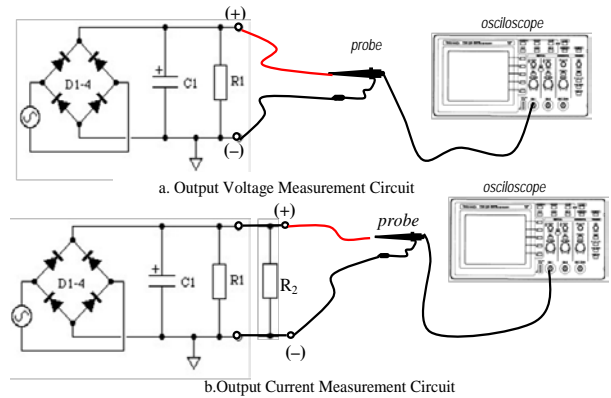 (+)
osciloscope
probe
+
D1-4
C1
R1
(−)
a. Output Voltage Measurement Circuit
osciloscope
(+)
probe
+
D1-4
C1
R1
R2
(−)
b.Output Current Measurement Circuit